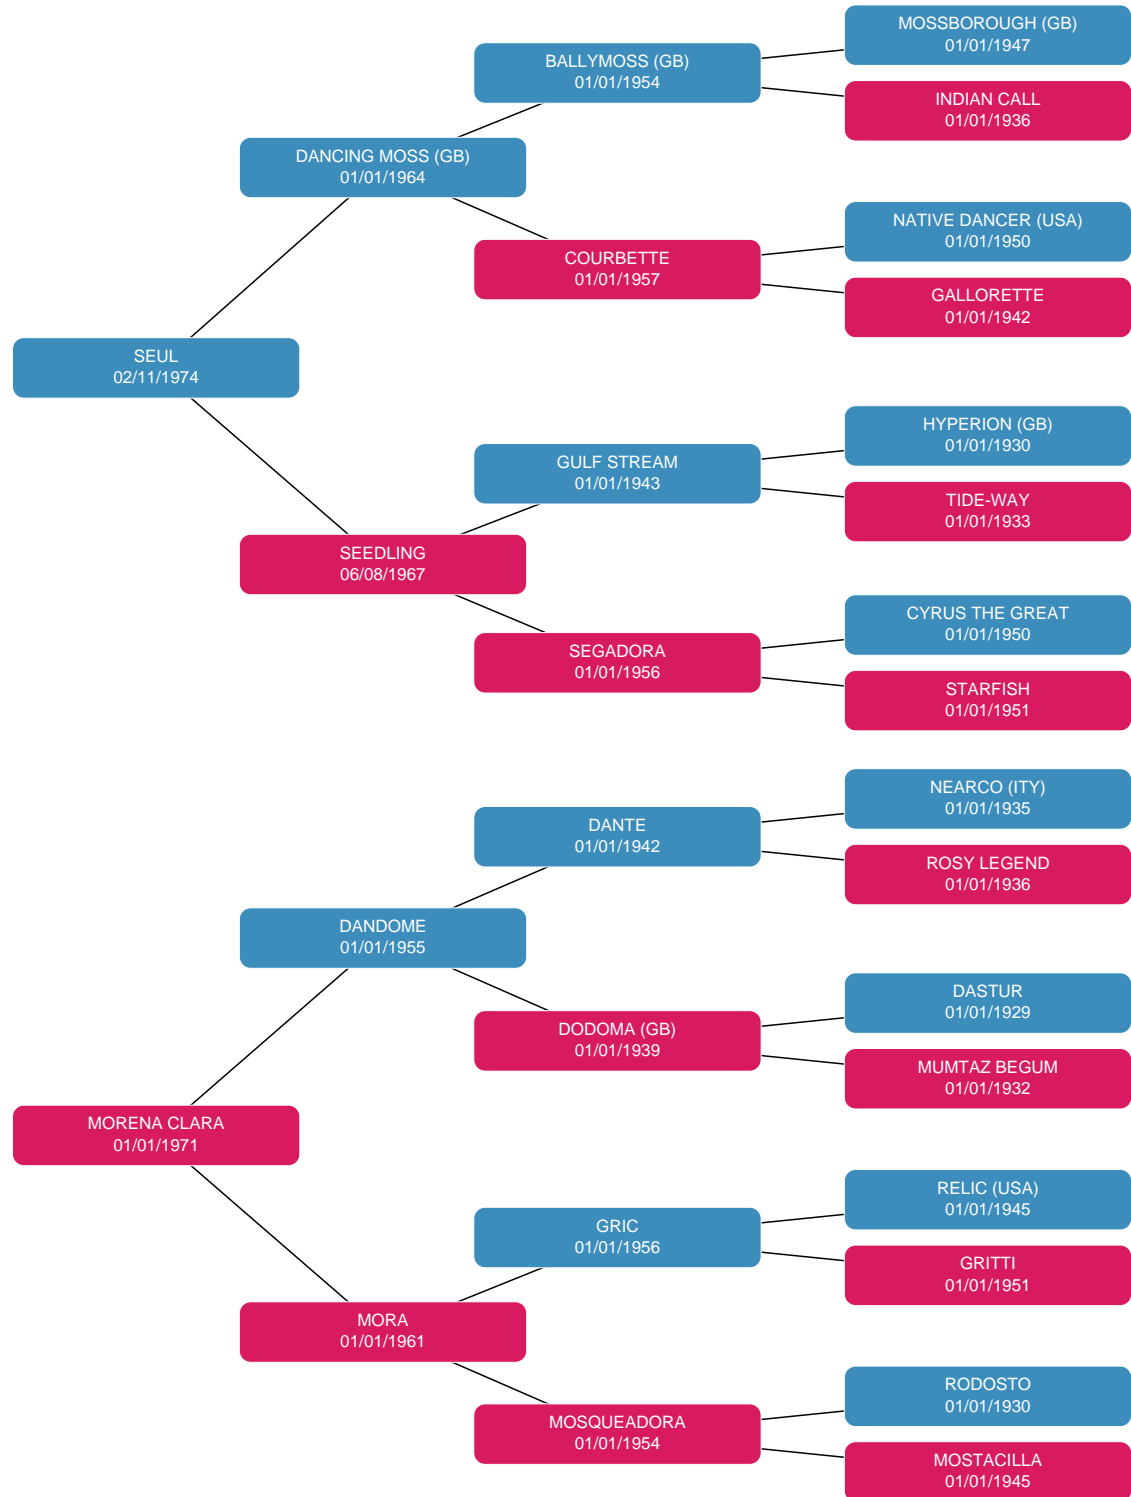 MOSSBOROUGH (GB)
01/01/1947
BALLYMOSS (GB)
01/01/1954
INDIAN CALL
01/01/1936
DANCING MOSS (GB)
01/01/1964
NATIVE DANCER (USA)
01/01/1950
COURBETTE
01/01/1957
GALLORETTE
01/01/1942
SEUL
02/11/1974
HYPERION (GB)
01/01/1930
GULF STREAM
01/01/1943
TIDE-WAY
01/01/1933
SEEDLING
06/08/1967
CYRUS THE GREAT
01/01/1950
SEGADORA
01/01/1956
STARFISH
01/01/1951
NEARCO (ITY)
01/01/1935
DANTE
01/01/1942
ROSY LEGEND
01/01/1936
DANDOME
01/01/1955
DASTUR
01/01/1929
DODOMA (GB)
01/01/1939
MUMTAZ BEGUM
01/01/1932
MORENA CLARA
01/01/1971
RELIC (USA)
01/01/1945
GRIC
01/01/1956
GRITTI
01/01/1951
MORA
01/01/1961
RODOSTO
01/01/1930
MOSQUEADORA
01/01/1954
MOSTACILLA
01/01/1945